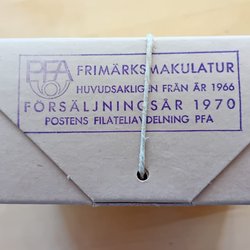 PFA
FRIMÄRKSMAKULATUR
HUVUDSAKLIGEN FRÅN ÅR 1966
FÖRSÄLJNINGSÅR 1970
POSTENS FILATELIAVDELNING PFA